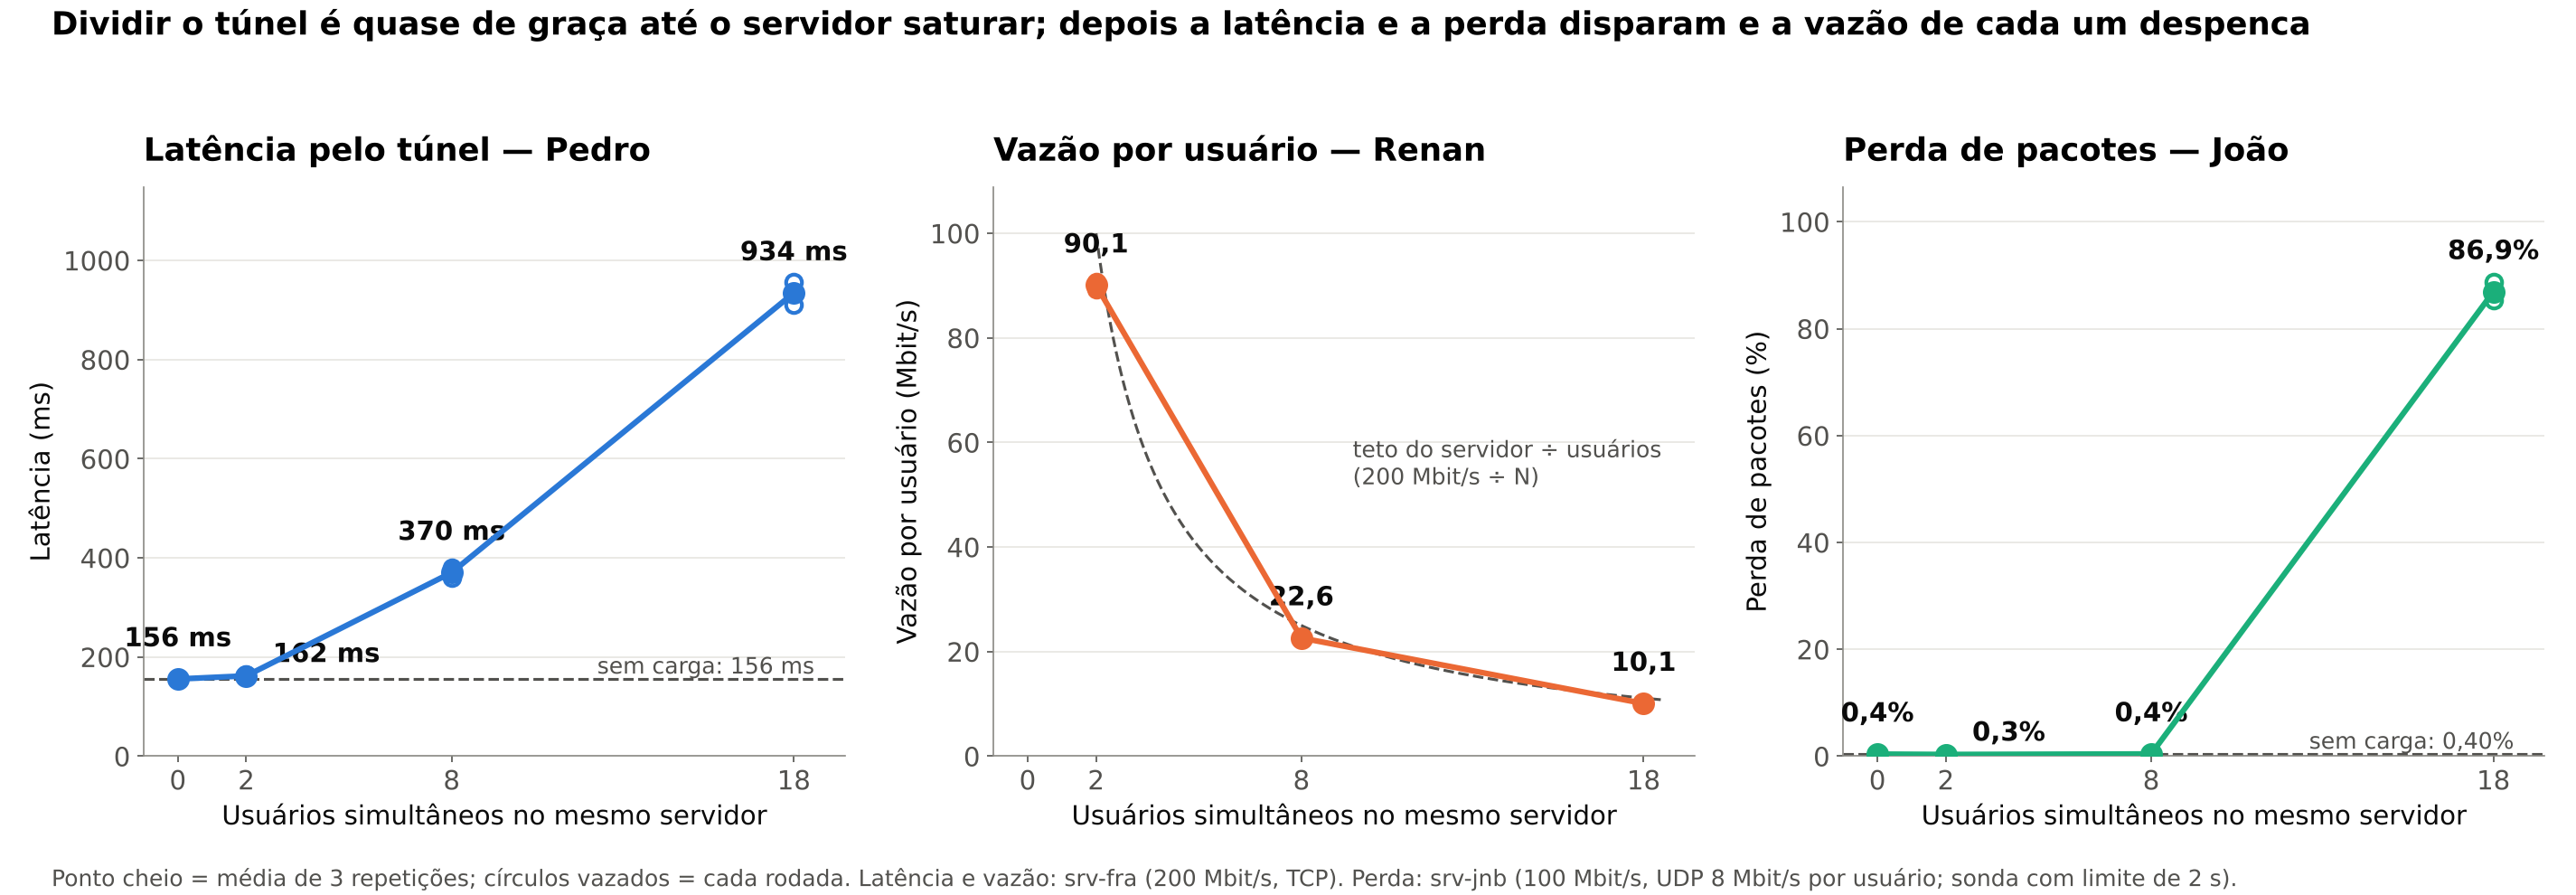 Dividir o túnel é quase de graça até o servidor saturar; depois a latência e a perda disparam e a vazão de cada um despenca
Latência pelo túnel — Pedro
Latência (ms)
1000
800
600
400
200
0
934 ms
370 ms
156 ms
162 ms
sem carga: 156 ms
0
2
8
18
Usuários simultâneos no mesmo servidor
Vazão por usuário — Renan
Vazão por usuário (Mbit/s)
100
80
60
40
20
0
90,1
teto do servidor ÷ usuários
(200 Mbit/s ÷ N)
22,6
10,1
0
2
8
18
Usuários simultâneos no mesmo servidor
Perda de pacotes — João
Perda de pacotes (%)
100
80
60
40
20
0
86,9%
0,4%
0,3%
0,4%
sem carga: 0,40%
0
2
8
18
Usuários simultâneos no mesmo servidor
Ponto cheio = média de 3 repetições; círculos vazados = cada rodada. Latência e vazão: srv-fra (200 Mbit/s, TCP). Perda: srv-jnb (100 Mbit/s, UDP 8 Mbit/s por usuário; sonda com limite de 2 s).